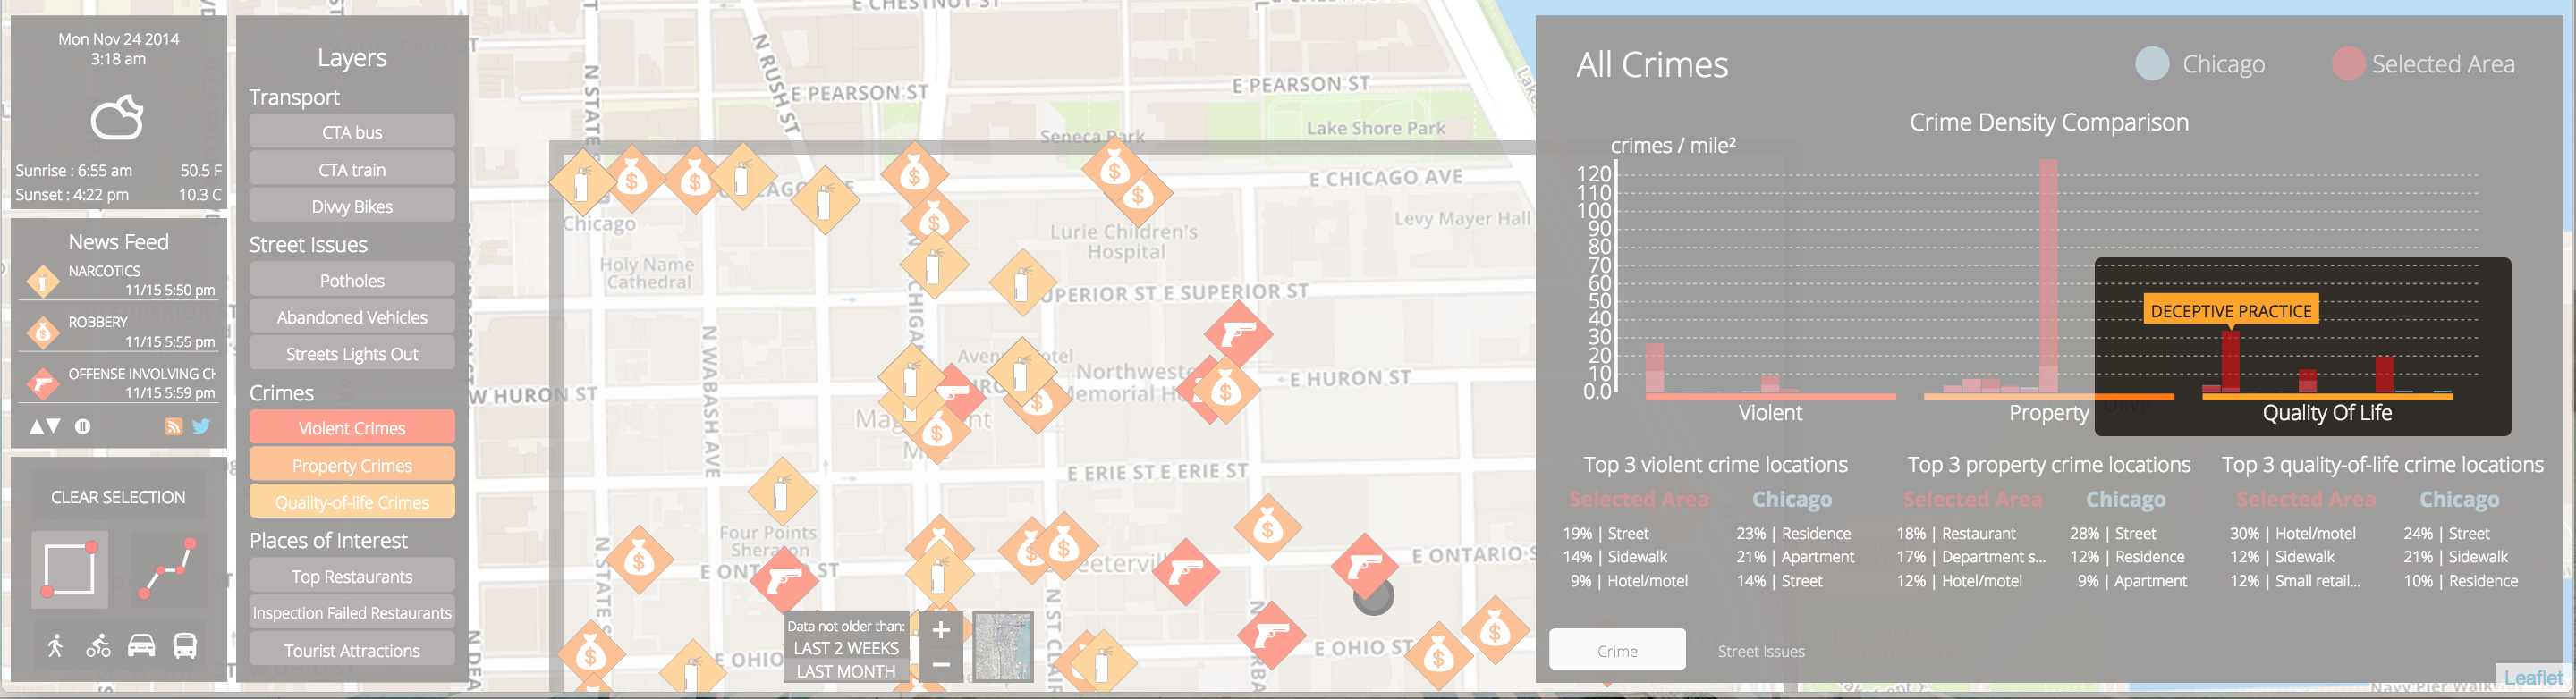 Mon Nov 24 2014
3:18 am
Sunrise : 6:55 am 50.5 F
Sunset : 4:22 pm 10.3 C
News Feed
NARCOTICS
11/15 5:50 pm
ROBBERY
11/15 5:55 pm
OFFENSE INVOLVING CH
11/15 5:59 pm
CLEAR SELECTION
Layers
Transport
CTA bus
CTA train
Divvy Bikes
Street Issues
Potholes
Abandoned Vehicles
Streets Lights Out
Crimes
Violent Crimes
Property Crimes
Quality-of-life Crimes
Places of Interest
Top Restaurants
Inspection Failed Restaurants
Tourist Attractions
E CHESTNUT ST
N STATE
N RUSH ST
E PEARSON ST
E PEARSON ST
Seneca Park
Lake Shore Park
E CHICAGO AVE
Chicago
Levy Mayer Hall
Lurie Children's
Hospital
Holy Name
Cathedral
UPERIOR ST E SUPERIOR ST
N WABASH AVE
W HURON ST
E HURON ST
E ERIE ST E ERIE ST
Four Points
Sheraton
E ONTARIO ST
E OHIO
E OHIO ST
Data not older than:
LAST 2 WEEKS
LAST MONTH
+
−
All Crimes
Chicago
Selected Area
Crime Density Comparison
crimes / mile²
120
110
100
90
80
70
60
50
40
30
20
10
0.0
DECEPTIVE PRACTICE
Violent Property Quality Of Life
Top 3 violent crime locations
Selected Area Chicago
19% | Street 23% | Residence
14% | Sidewalk 21% | Apartment
9% | Hotel/motel 14% | Street
Top 3 property crime locations
Selected Area Chicago
18% | Restaurant 28% | Street
17% | Department s... 12% | Residence
12% | Hotel/motel 9% | Apartment
Top 3 quality-of-life crime locations
Selected Area Chicago
30% | Hotel/motel 24% | Street
12% | Sidewalk 21% | Sidewalk
12% | Small retail... 10% | Residence
Crime
Street Issues
Leaflet